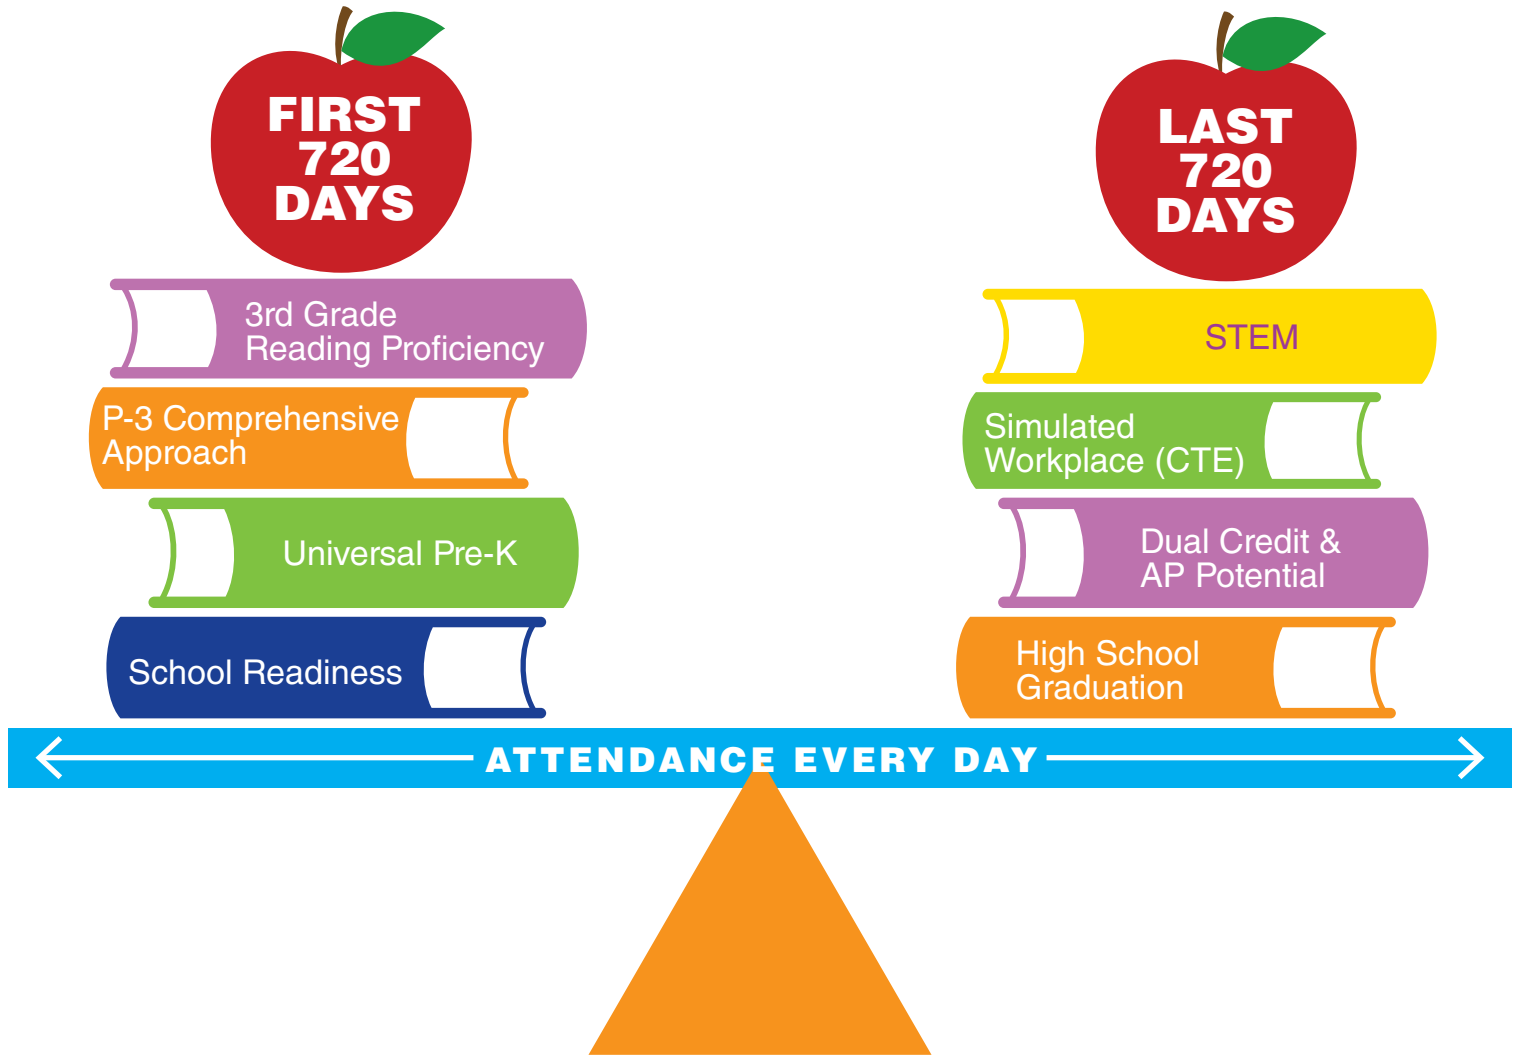 FIRST
720
DAYS
3rd Grade
Reading Proficiency
P-3 Comprehensive
Approach
Universal Pre-K
School Readiness
LAST
720
DAYS
STEM
Simulated
Workplace (CTE)
Dual Credit &
AP Potential
High School
Graduation
ATTENDANCE EVERY DAY